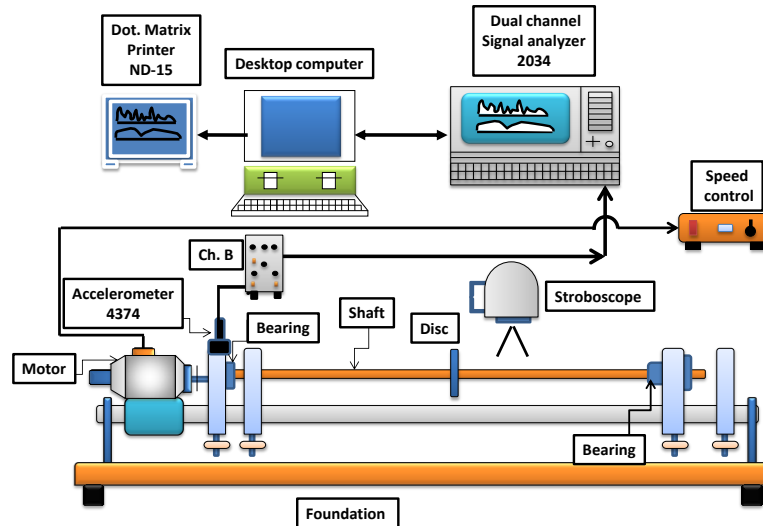 Dot. Matrix
Printer
ND-15
Desktop computer
Dual channel
Signal analyzer
2034
Speed
control
Ch. B
Accelerometer
4374
Bearing
Shaft
Disc
Stroboscope
Motor
Bearing
Foundation